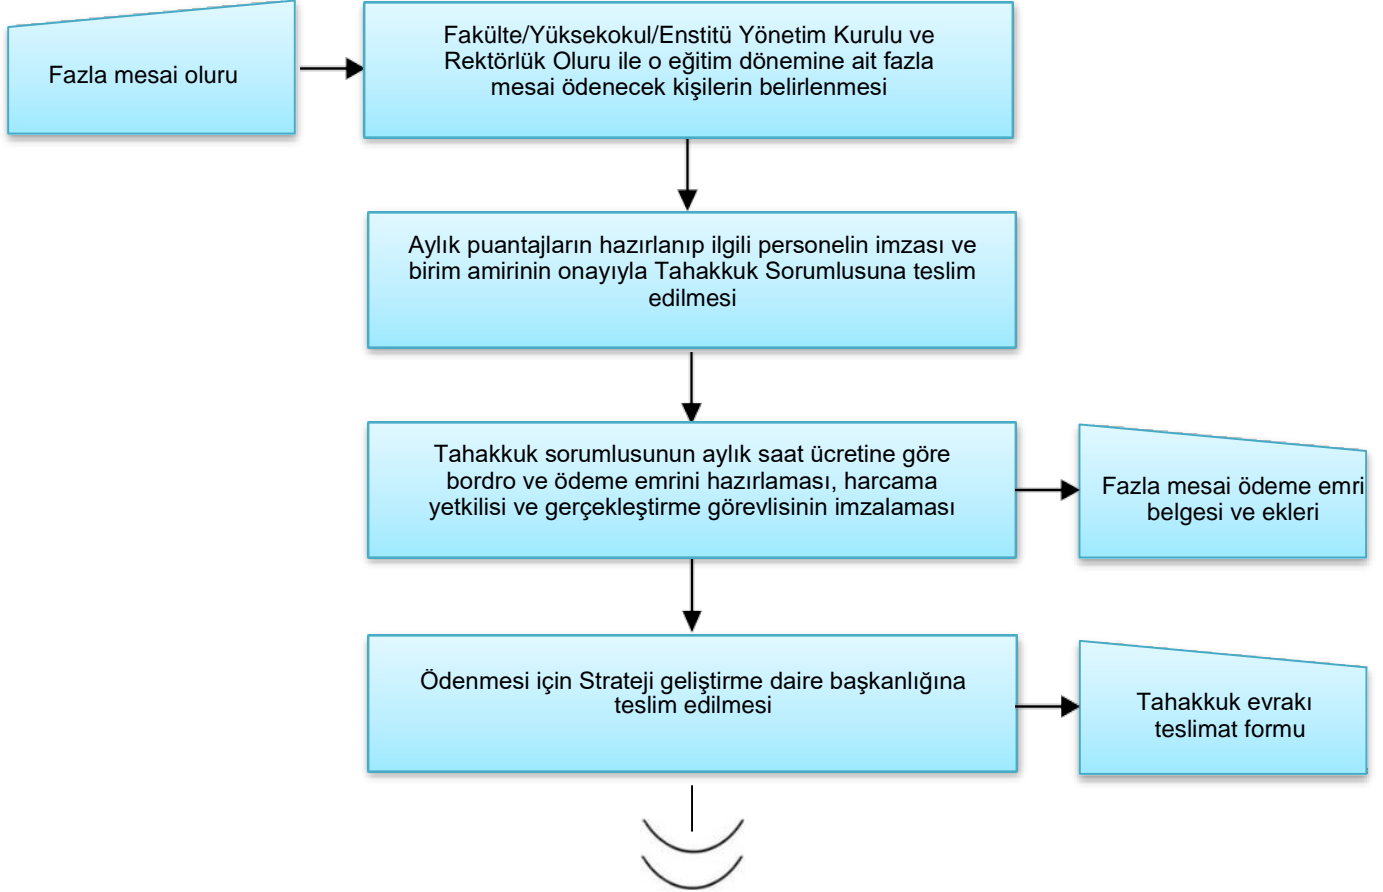 Fazla mesai oluru
Fakülte/Yüksekokul/Enstitü Yönetim Kurulu ve
Rektörlük Oluru ile o eğitim dönemine ait fazla
mesai ödenecek kişilerin belirlenmesi
Aylık puantajların hazırlanıp ilgili personelin imzası ve
birim amirinin onayıyla Tahakkuk Sorumlusuna teslim
edilmesi
Tahakkuk sorumlusunun aylık saat ücretine göre
bordro ve ödeme emrini hazırlaması, harcama
yetkilisi ve gerçekleştirme görevlisinin imzalaması
Fazla mesai ödeme emri
belgesi ve ekleri
Ödenmesi için Strateji geliştirme daire başkanlığına
teslim edilmesi
Tahakkuk evrakı
teslimat formu